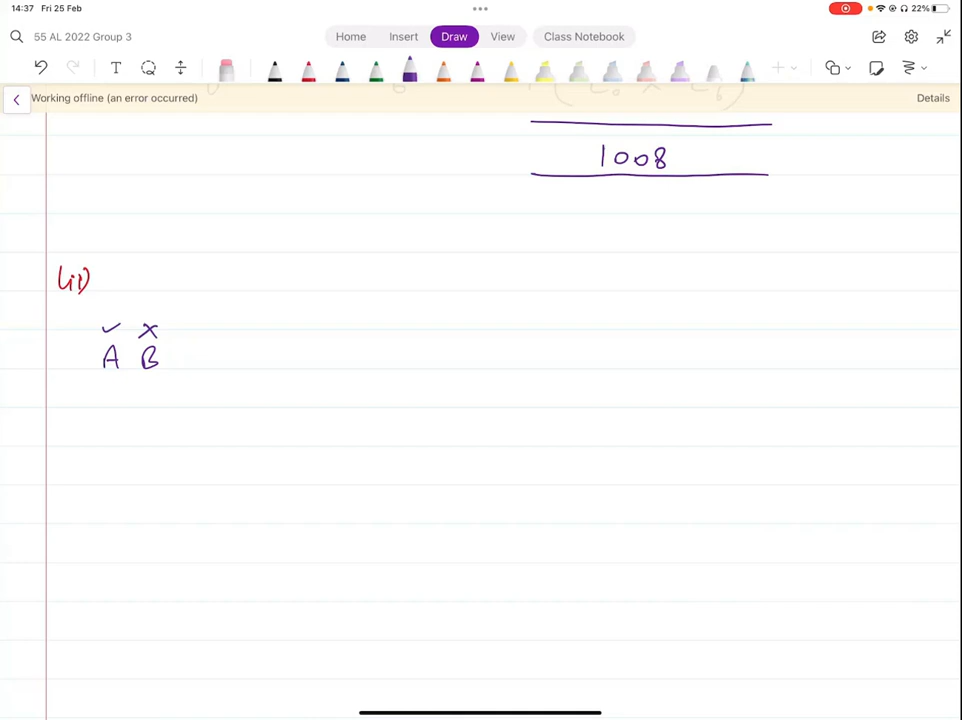 14:37 Fri 25 Feb 22%
55 AL 2022 Group 3 Home Insert Draw View Class Notebook
Working offline (an error occurred) Details
1008
(ii)
✓ ×
A B